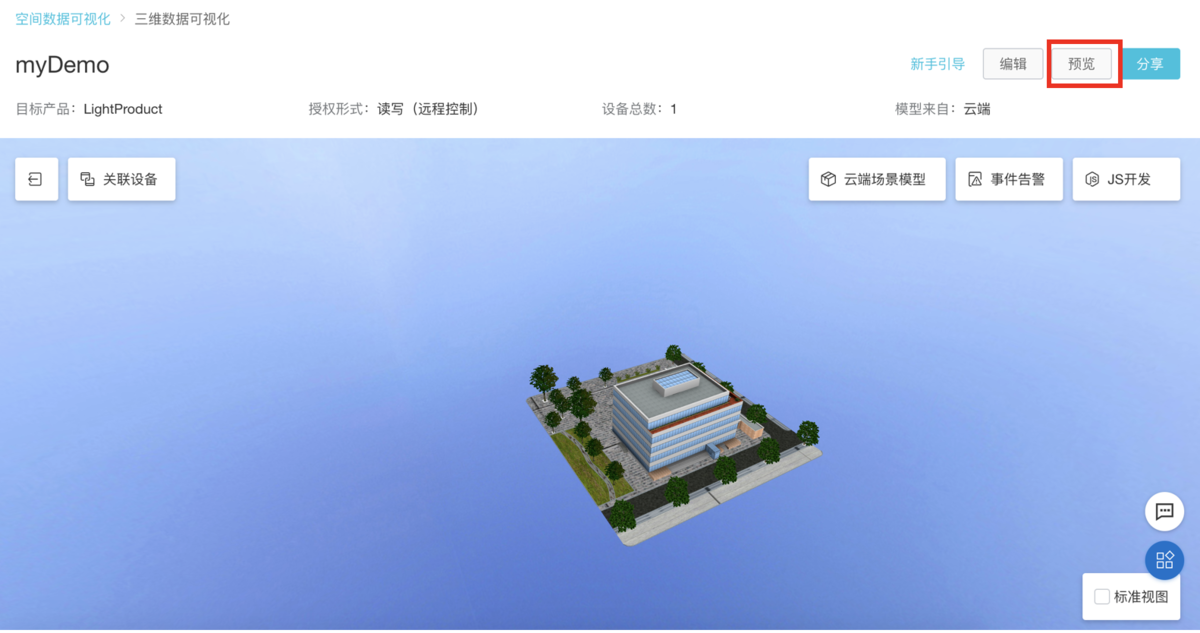 空间数据可视化 > 三维数据可视化
myDemo
新手引导 编辑 预览 分享
目标产品：LightProduct 授权形式：读写（远程控制） 设备总数：1 模型来自：云端
关联设备 云端场景模型 事件告警 JS开发
标准视图